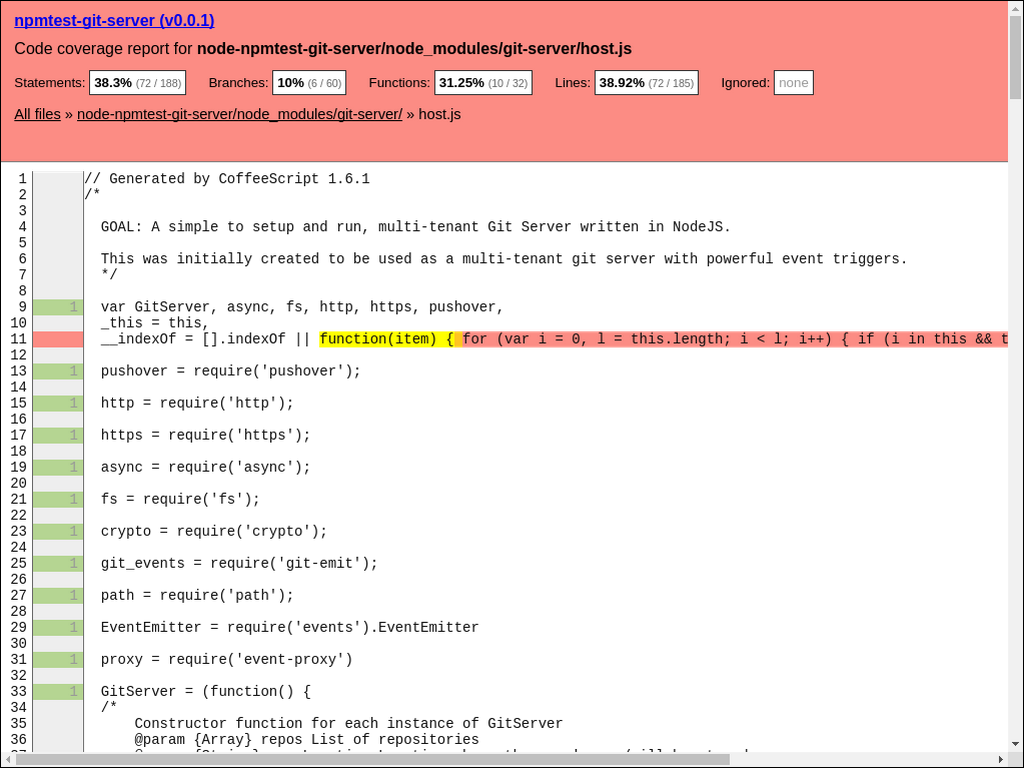 npmtest-git-server (v0.0.1)
Code coverage report for node-npmtest-git-server/node_modules/git-server/host.js
Statements: 38.3% (72 / 188) Branches: 10% (6 / 60) Functions: 31.25% (10 / 32) Lines: 38.92% (72 / 185) Ignored: none
All files » node-npmtest-git-server/node_modules/git-server/ » host.js
1 // Generated by CoffeeScript 1.6.1
2 /*
3
4 GOAL: A simple to setup and run, multi-tenant Git Server written in NodeJS.
5
6 This was initially created to be used as a multi-tenant git server with powerful event triggers.
7 */
8
9 1 var GitServer, async, fs, http, https, pushover,
10 _this = this,
11 __indexOf = [].indexOf || function(item) { for (var i = 0, l = this.length; i < l; i++) { if (i in this && t
12
13 1 pushover = require('pushover');
14
15 1 http = require('http');
16
17 1 https = require('https');
18
19 1 async = require('async');
20
21 1 fs = require('fs');
22
23 1 crypto = require('crypto');
24
25 1 git_events = require('git-emit');
26
27 1 path = require('path');
28
29 1 EventEmitter = require('events').EventEmitter
30
31 1 proxy = require('event-proxy')
32
33 1 GitServer = (function() {
34 /*
35 Constructor function for each instance of GitServer
36 @param {Array} repos List of repositories